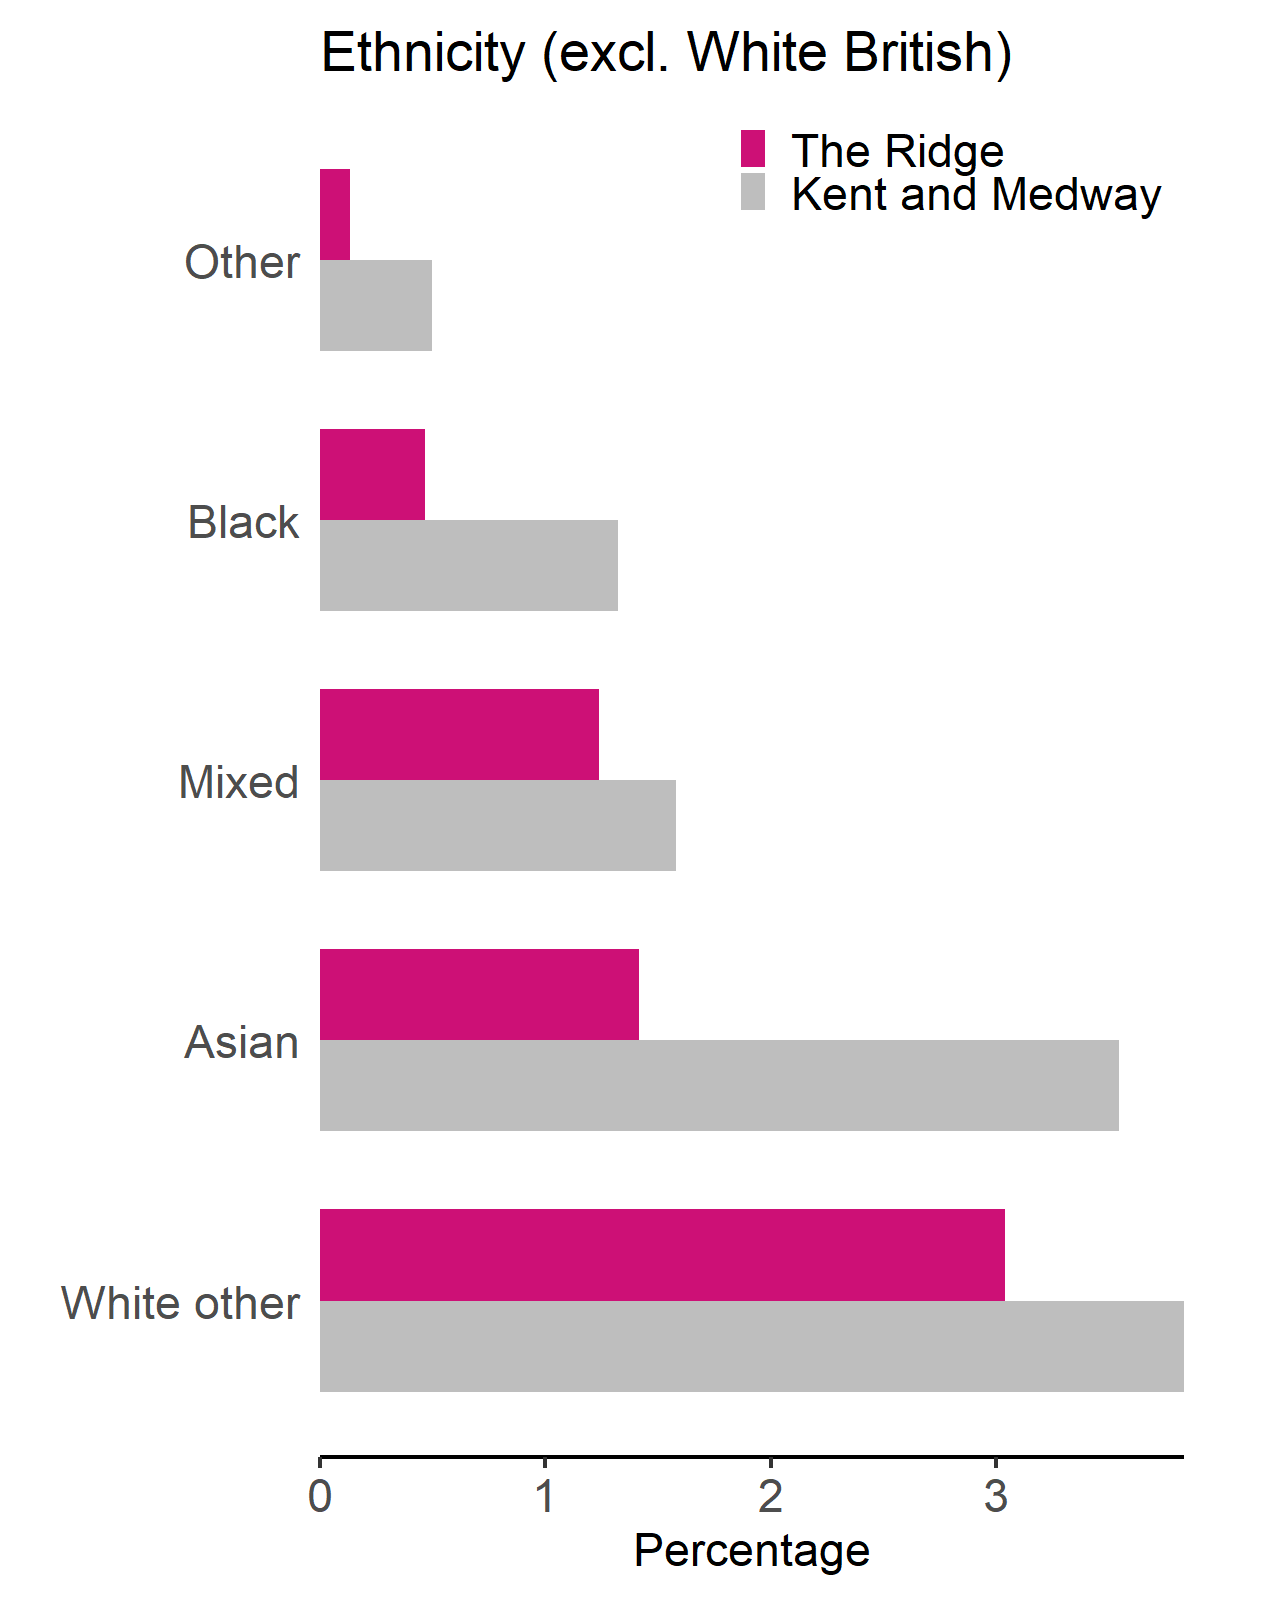 Ethnicity (excl. White British)
The Ridge
Kent and Medway
Other
Black
Mixed
Asian
White other
0 1 2 3
Percentage